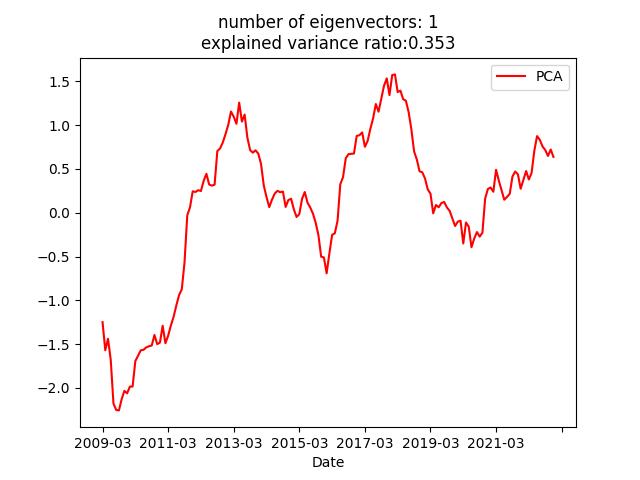 number of eigenvectors: 1
explained variance ratio:0.353
PCA
1.5
1.0
0.5
0.0
−0.5
−1.0
−1.5
−2.0
2009-03 2011-03 2013-03 2015-03 2017-03 2019-03 2021-03
Date